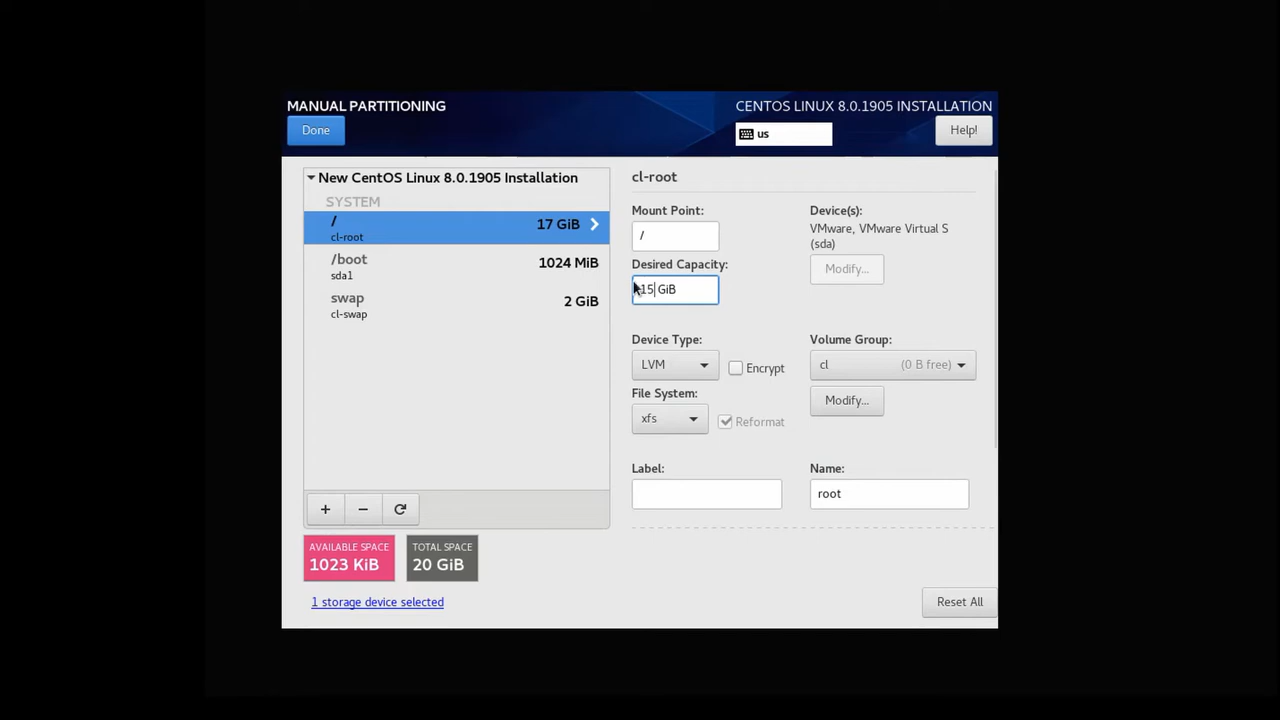 MANUAL PARTITIONING
CENTOS LINUX 8.0.1905 INSTALLATION
Done
us
Help!
New CentOS Linux 8.0.1905 Installation
SYSTEM
/
17 GiB
cl-root
/boot
1024 MiB
sda1
swap
2 GiB
cl-swap
+ −
AVAILABLE SPACE
1023 KiB
TOTAL SPACE
20 GiB
1 storage device selected
cl-root
Mount Point:
/
Device(s):
VMware, VMware Virtual S
(sda)
Modify...
Desired Capacity:
15 GiB
Device Type:
LVM
Encrypt
Volume Group:
cl (0 B free)
Modify...
File System:
xfs
Reformat
Label:
Name:
root
Reset All